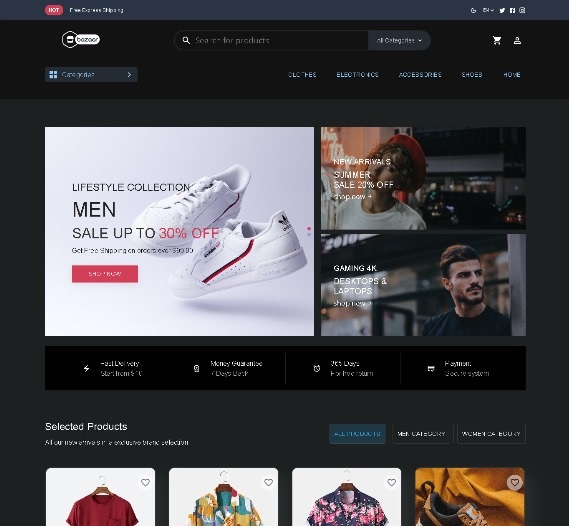 HOT Free Express Shipping
EN
bazaar
Search for products
All Categories
Categories
CLOTHES ELECTRONICS ACCESSORIES SHOES HOME
LIFESTYLE COLLECTION
MEN
SALE UP TO 30% OFF
Get Free Shipping on orders over $99.00
SHOP NOW
NEW ARRIVALS
SUMMER
SALE 20% OFF
shop now
GAMING 4K
DESKTOPS &
LAPTOPS
shop now
Fast Delivery
Start from $10
Money Guarantee
7 Days Back
365 Days
For free return
Payment
Secure system
Selected Products
All our new arrivals in a exclusive brand selection
ALL PRODUCTS
MEN CATEGORY
WOMEN CATEGORY